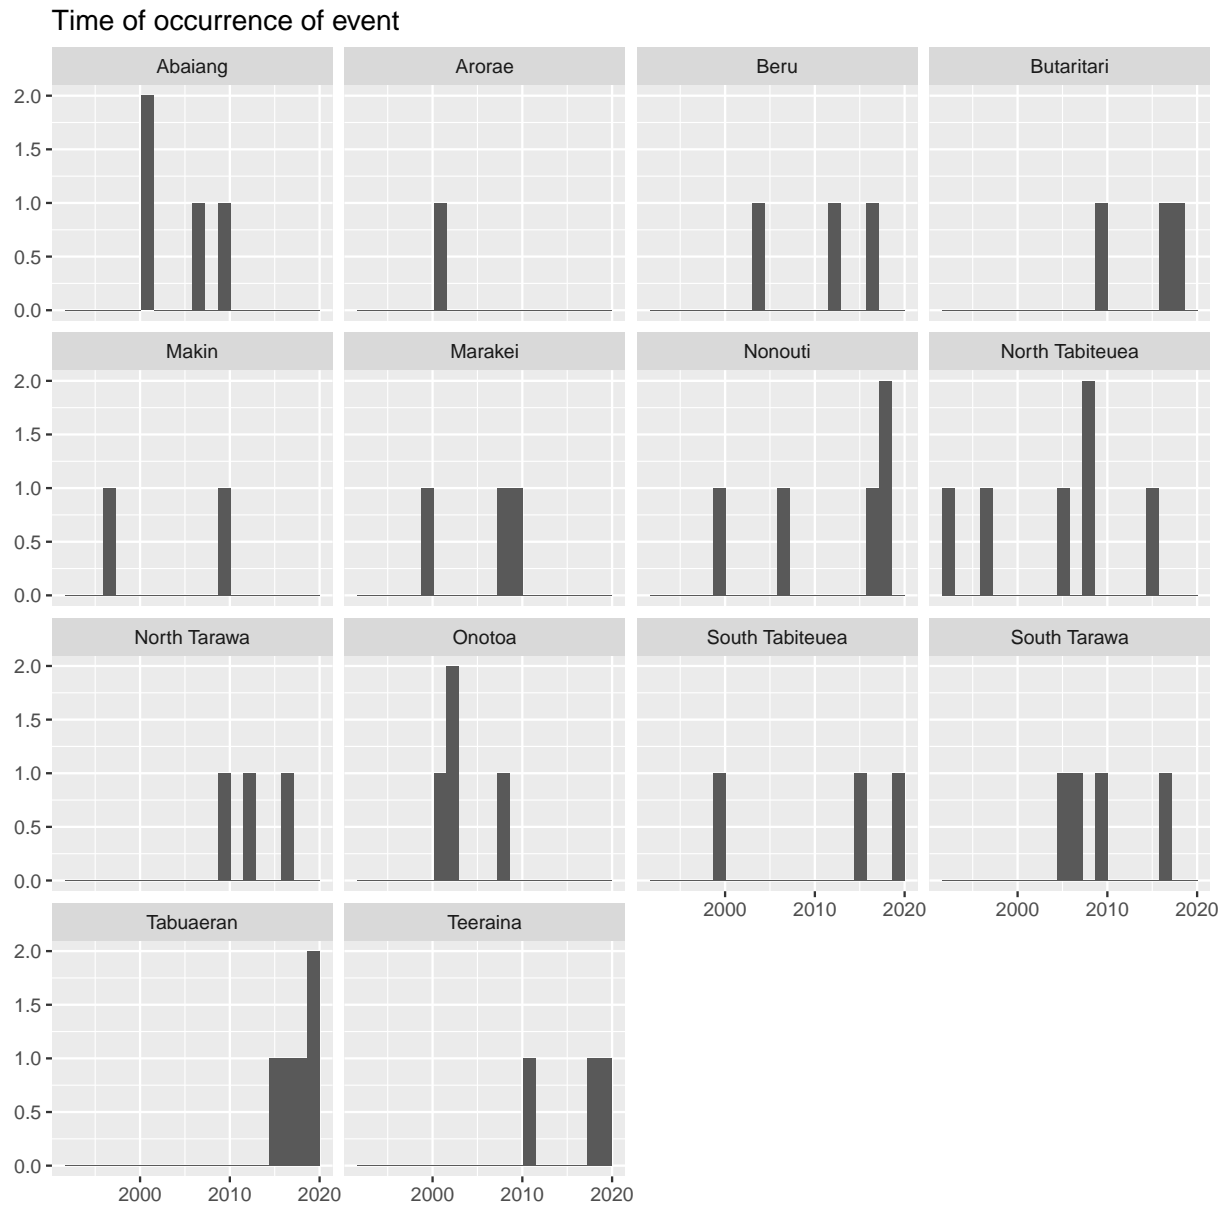 Time of occurrence of event
Abaiang Arorae Beru Butaritari
2.0
1.5
1.0
0.5
0.0
Makin Marakei Nonouti North Tabiteuea
2.0
1.5
1.0
0.5
0.0
North Tarawa Onotoa South Tabiteuea South Tarawa
2.0
1.5
1.0
0.5
0.0
2000 2010 2020 2000 2010 2020
Tabuaeran Teeraina
2.0
1.5
1.0
0.5
0.0
2000 2010 2020 2000 2010 2020